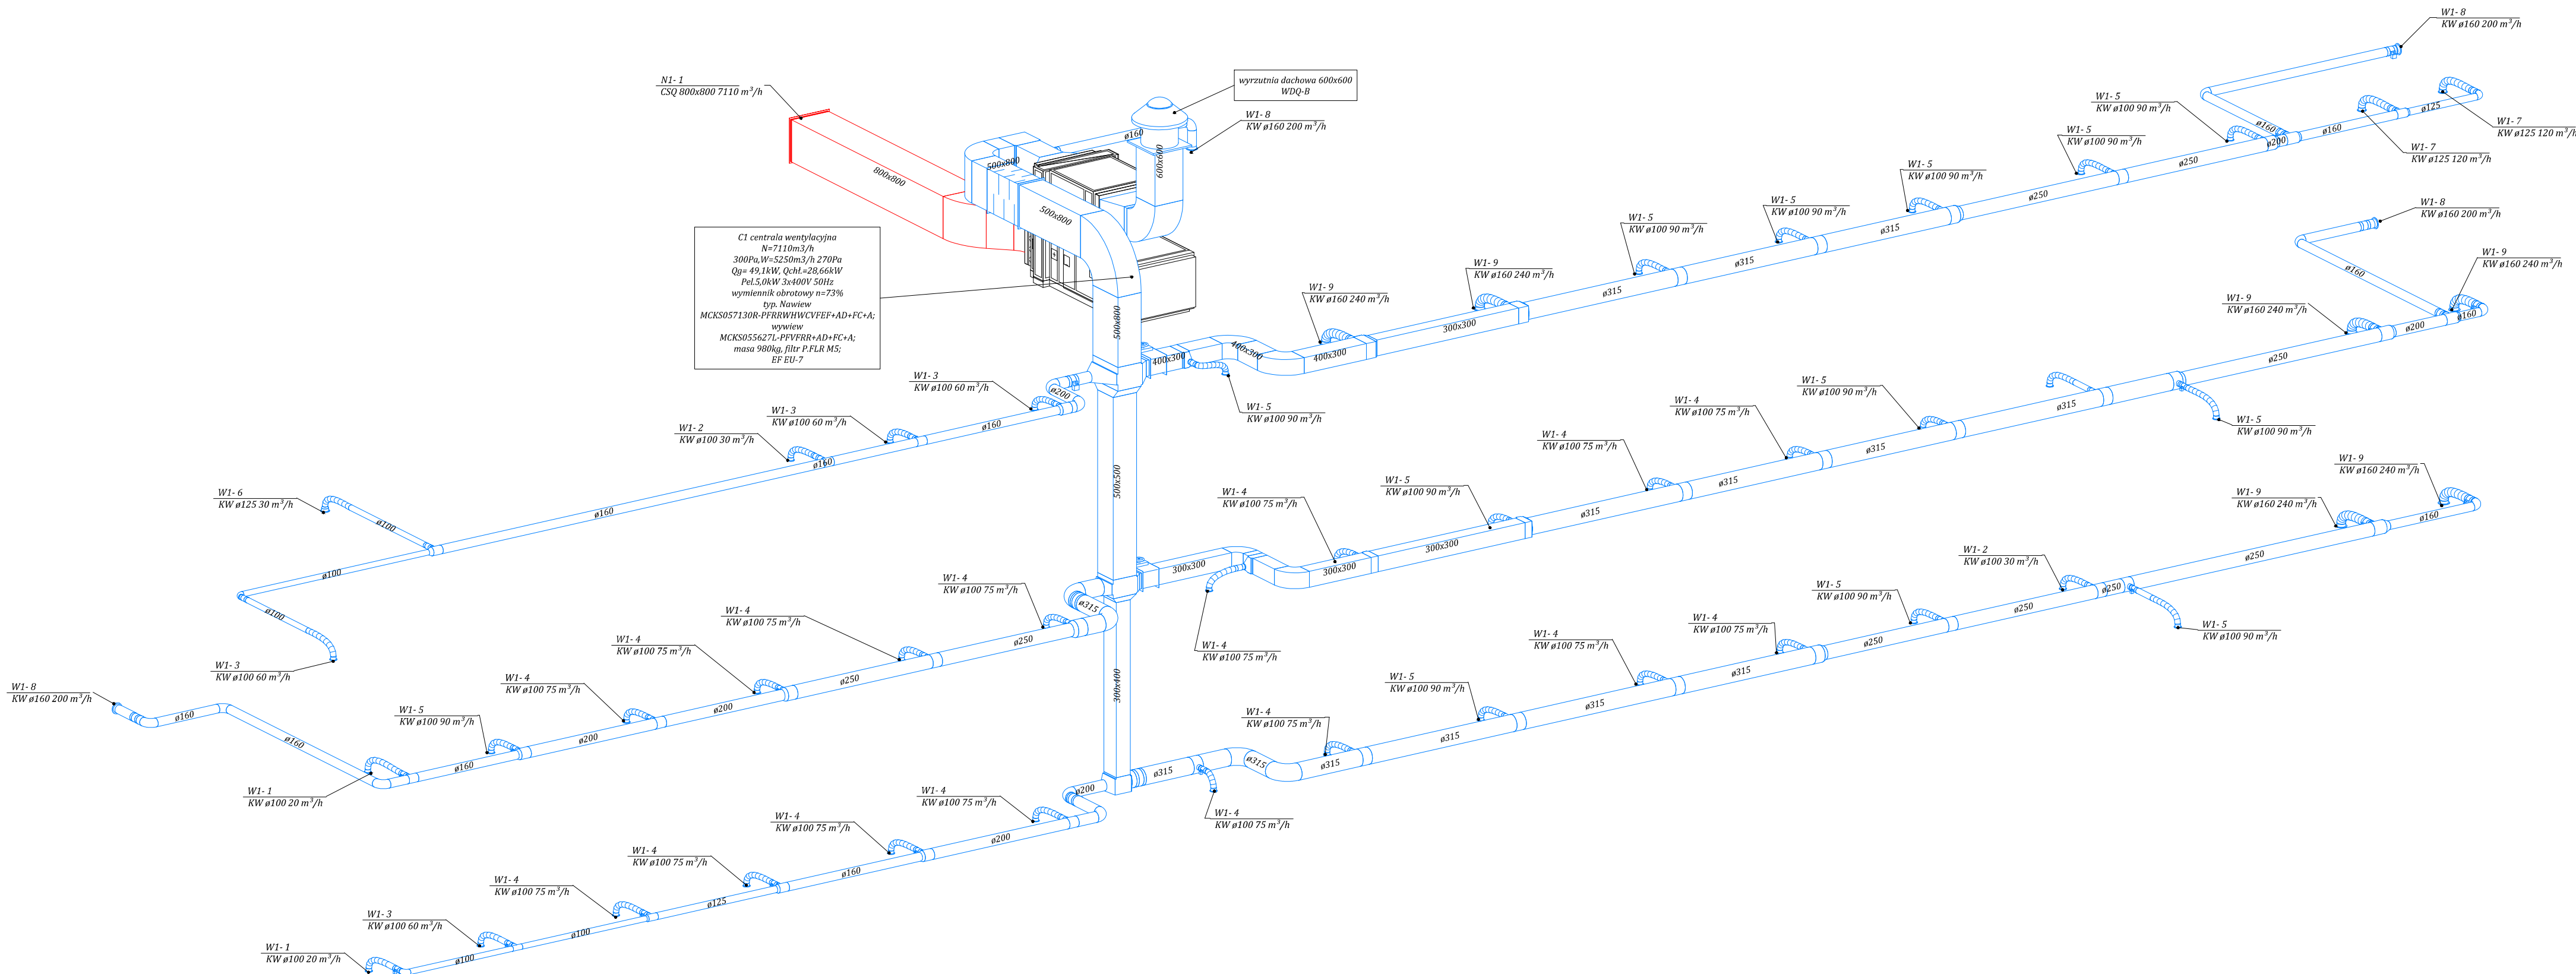 W1- 8
KW ø160 200 m³/h
N1- 1
CSQ 800x800 7110 m³/h
wyrzutnia dachowa 600x600
WDQ-B
W1- 8
KW ø160 200 m³/h
W1- 5
KW ø100 90 m³/h
W1- 5
KW ø100 90 m³/h
W1- 7
KW ø125 120 m³/h
W1- 7
KW ø125 120 m³/h
ø125
ø160
ø160
ø200
ø250
ø250
ø160
500x800
600x600
800x800
500x800
W1- 5
KW ø100 90 m³/h
W1- 5
KW ø100 90 m³/h
W1- 5
KW ø100 90 m³/h
ø315
ø315
ø315
W1- 8
KW ø160 200 m³/h
C1 centrala wentylacyjna
N=7110m3/h
300Pa,W=5250m3/h 270Pa
Qg= 49,1kW, Qchł.=28,66kW
Pel.5,0kW 3x400V 50Hz
wymiennik obrotowy n=73%
typ. Nawiew
MCKS057130R-PFRRWHWCVFEF+AD+FC+A;
wywiew
MCKS055627L-PFVFRR+AD+FC+A;
masa 980kg, filtr P.FLR M5;
EF EU-7
W1- 9
KW ø160 240 m³/h
W1- 9
KW ø160 240 m³/h
W1- 9
KW ø160 240 m³/h
W1- 9
KW ø160 240 m³/h
ø160
ø200
ø160
ø250
500x800
300x300
400x300
400x300
400x300
W1- 3
KW ø100 60 m³/h
W1- 3
KW ø100 60 m³/h
W1- 2
KW ø100 30 m³/h
ø200
ø160
ø160
W1- 5
KW ø100 90 m³/h
W1- 5
KW ø100 90 m³/h
W1- 4
KW ø100 75 m³/h
W1- 4
KW ø100 75 m³/h
W1- 5
KW ø100 90 m³/h
ø315
ø315
ø315
ø315
W1- 6
KW ø125 30 m³/h
ø100
ø160
500x500
W1- 4
KW ø100 75 m³/h
W1- 5
KW ø100 90 m³/h
W1- 9
KW ø160 240 m³/h
W1- 9
KW ø160 240 m³/h
ø160
ø250
300x300
300x300
300x300
ø100
ø100
W1- 3
KW ø100 60 m³/h
W1- 4
KW ø100 75 m³/h
W1- 4
KW ø100 75 m³/h
W1- 4
KW ø100 75 m³/h
W1- 4
KW ø100 75 m³/h
ø315
ø250
ø250
ø200
ø200
W1- 4
KW ø100 75 m³/h
W1- 2
KW ø100 30 m³/h
W1- 5
KW ø100 90 m³/h
W1- 5
KW ø100 90 m³/h
W1- 4
KW ø100 75 m³/h
W1- 4
KW ø100 75 m³/h
W1- 5
KW ø100 90 m³/h
ø250
ø250
ø250
ø315
ø315
ø315
300x400
W1- 8
KW ø160 200 m³/h
ø160
ø160
W1- 5
KW ø100 90 m³/h
ø160
W1- 1
KW ø100 20 m³/h
W1- 4
KW ø100 75 m³/h
ø315
ø315
ø315
ø200
W1- 4
KW ø100 75 m³/h
W1- 4
KW ø100 75 m³/h
W1- 4
KW ø100 75 m³/h
W1- 4
KW ø100 75 m³/h
W1- 4
KW ø100 75 m³/h
ø200
ø160
ø125
W1- 3
KW ø100 60 m³/h
ø100
W1- 1
KW ø100 20 m³/h
ø100